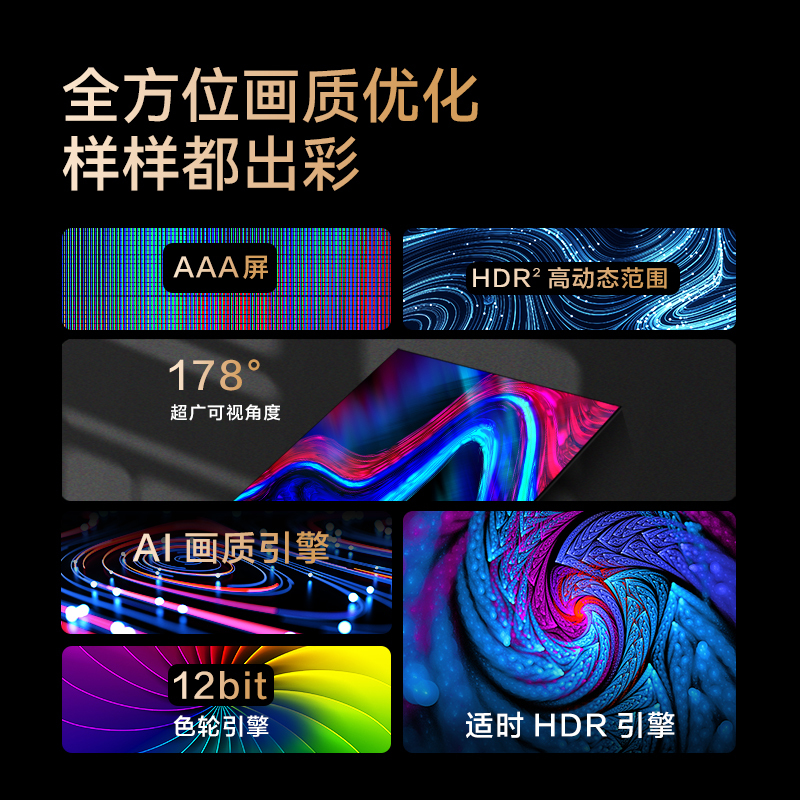 全方位画质优化
样样都出彩
AAA屏
HDR² 高动态范围
178°
超广可视角度
AI 画质引擎
12bit
色轮引擎
适时 HDR 引擎